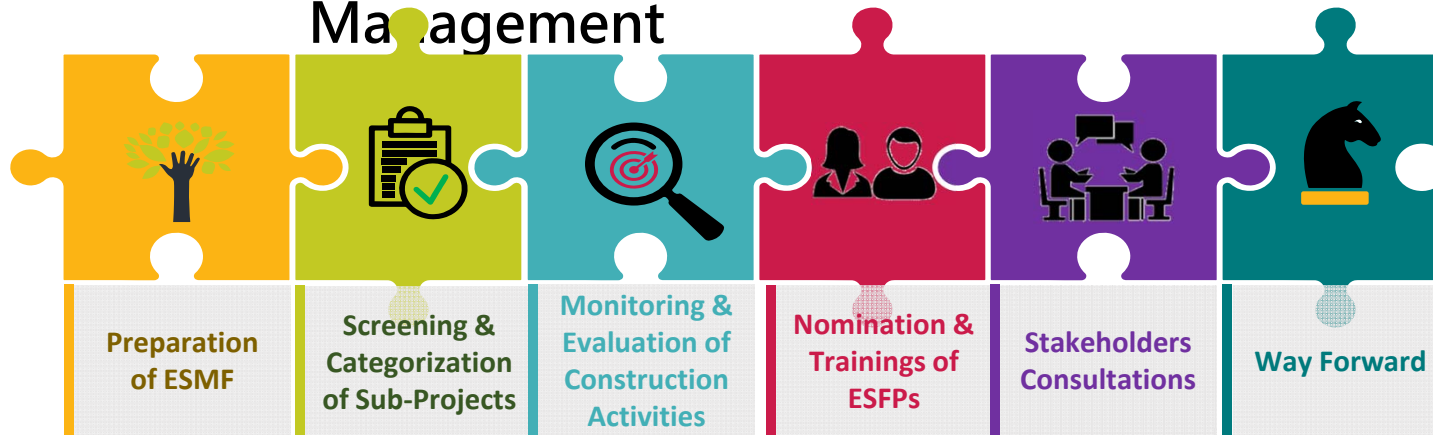 Management
Preparation
of ESMF
Screening &
Categorization
of Sub-Projects
Monitoring &
Evaluation of
Construction
Activities
Nomination &
Trainings of
ESFPs
Stakeholders
Consultations
Way Forward